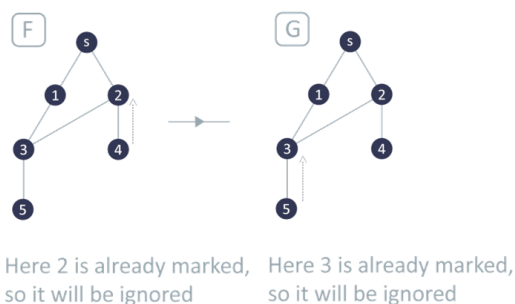 F
s
1
2
3
4
5
Here 2 is already marked,
so it will be ignored
G
s
1
2
3
4
5
Here 3 is already marked,
so it will be ignored